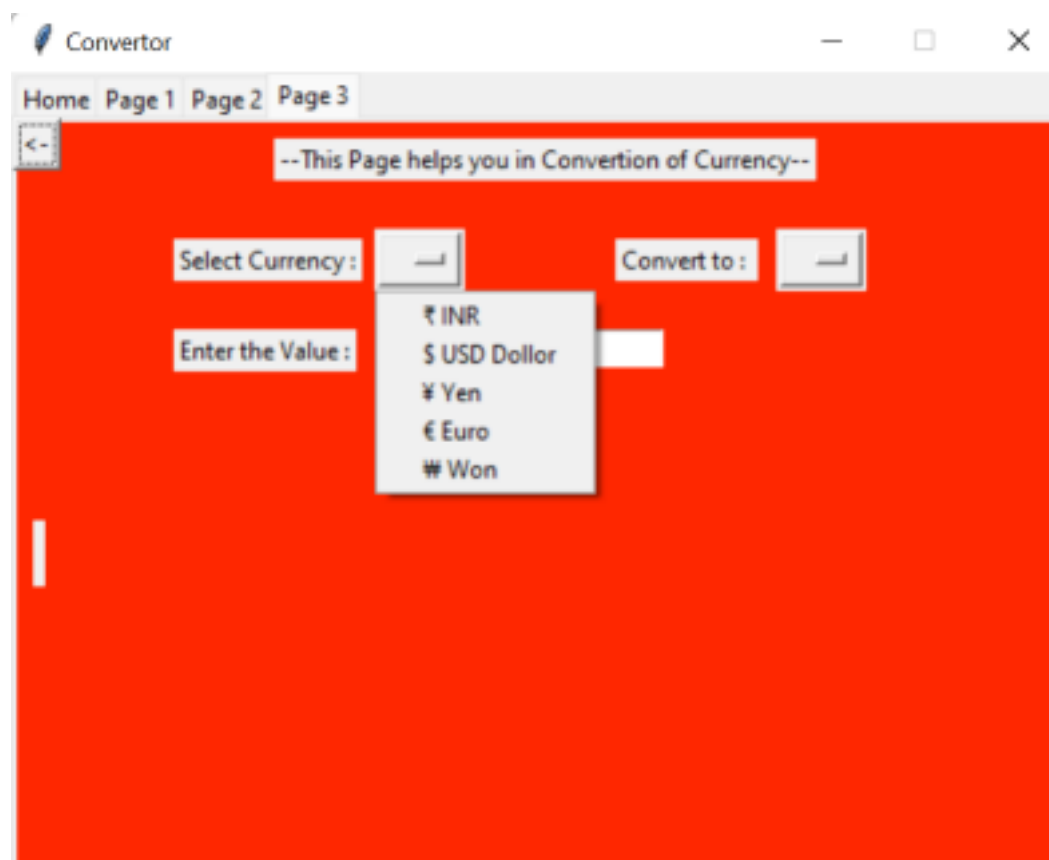 Convertor
Home Page 1 Page 2 Page 3
<-
--This Page helps you in Convertion of Currency--
Select Currency : Convert to :
₹ INR
Enter the Value :
$ USD Dollor
¥ Yen
€ Euro
₩ Won